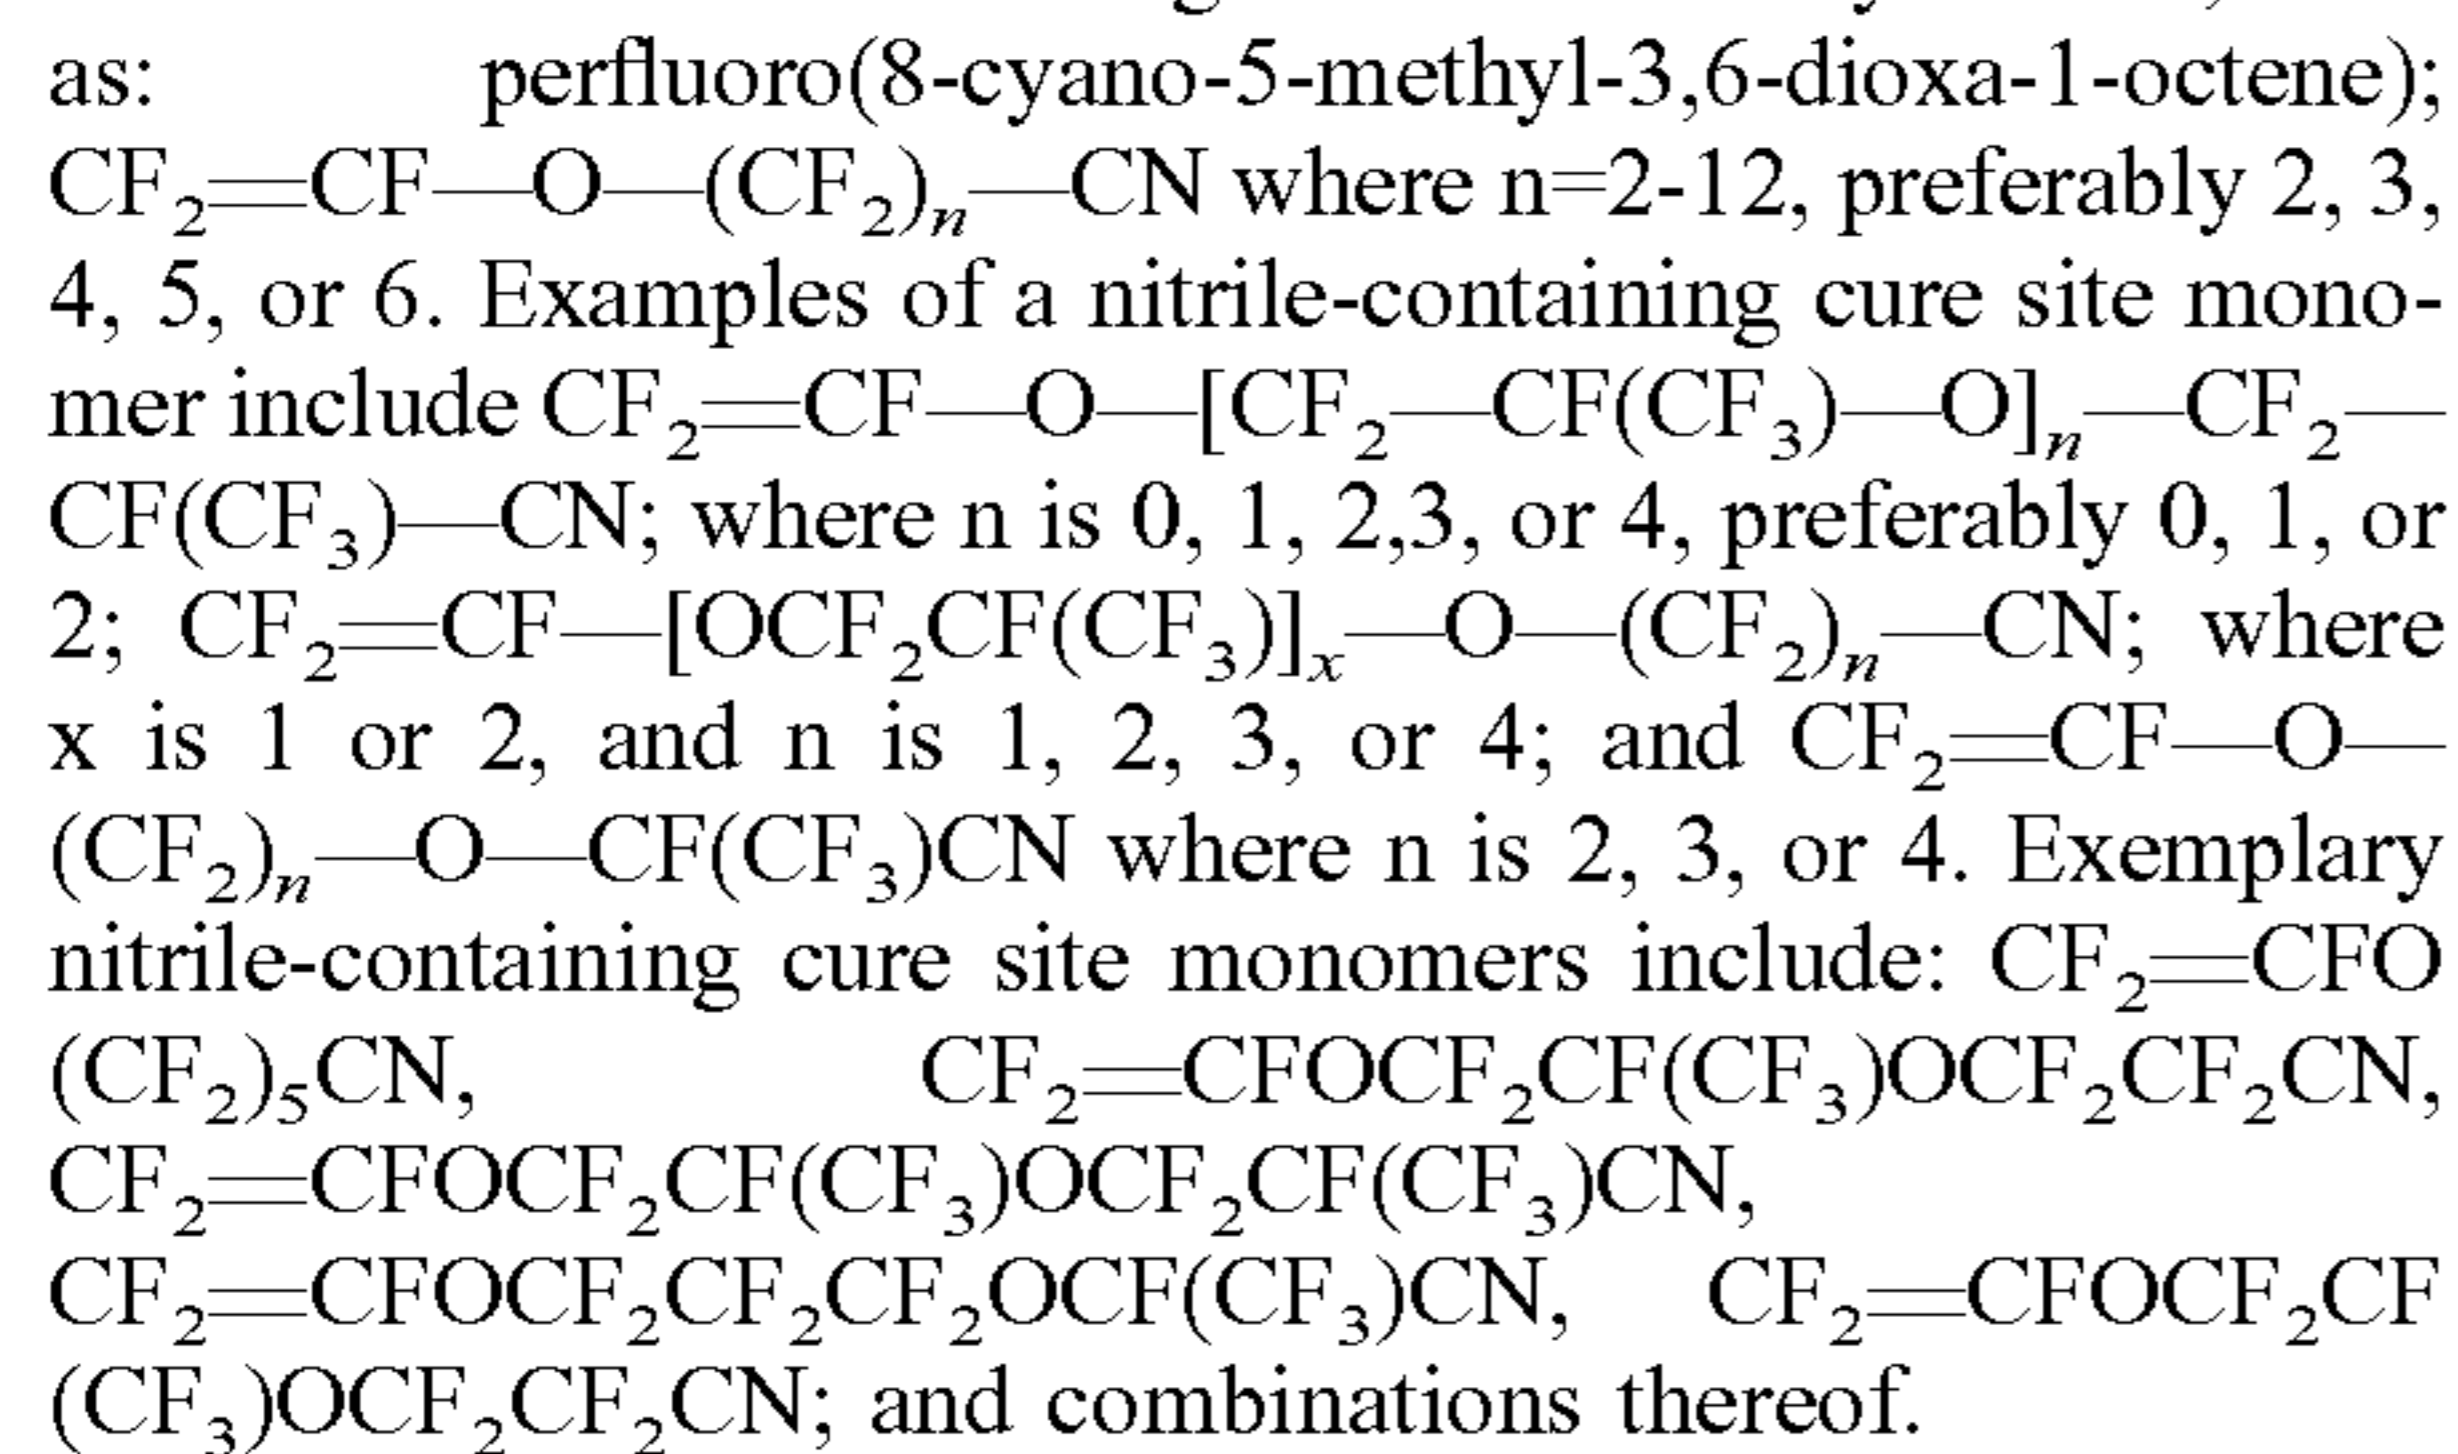 as: perfluoro(8-cyano-5-methyl-3,6-dioxa-1-octene);
CF₂═CF—O—(CF₂)ₙ—CN where n=2-12, preferably 2, 3,
4, 5, or 6. Examples of a nitrile-containing cure site mono-
mer include CF₂═CF—O—[CF₂—CF(CF₃)—O]ₙ—CF₂—
CF(CF₃)—CN; where n is 0, 1, 2,3, or 4, preferably 0, 1, or
2; CF₂═CF—[OCF₂CF(CF₃)]ₓ—O—(CF₂)ₙ—CN; where
x is 1 or 2, and n is 1, 2, 3, or 4; and CF₂═CF—O—
(CF₂)ₙ—O—CF(CF₃)CN where n is 2, 3, or 4. Exemplary
nitrile-containing cure site monomers include: CF₂═CFO
(CF₂)₅CN, CF₂═CFOCF₂CF(CF₃)OCF₂CF₂CN,
CF₂═CFOCF₂CF(CF₃)OCF₂CF(CF₃)CN,
CF₂═CFOCF₂CF₂CF₂OCF(CF₃)CN, CF₂═CFOCF₂CF
(CF₃)OCF₂CF₂CN; and combinations thereof.